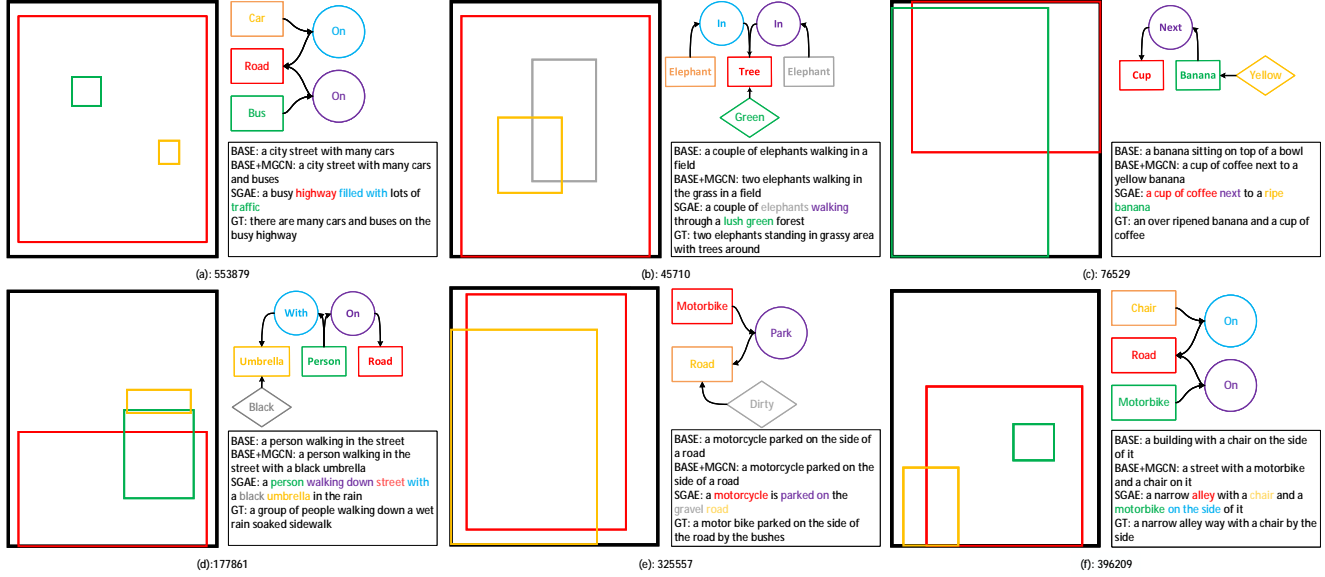 Car
On
Road
On
Bus
BASE: a city street with many cars
BASE+MGCN: a city street with many cars
and buses
SGAE: a busy highway filled with lots of
traffic
GT: there are many cars and buses on the
busy highway
(a): 553879
In
In
Elephant
Tree
Elephant
Green
BASE: a couple of elephants walking in a
field
BASE+MGCN: two elephants walking in
the grass in a field
SGAE: a couple of elephants walking
through a lush green forest
GT: two elephants standing in grassy area
with trees around
(b): 45710
Next
Cup
Banana
Yellow
BASE: a banana sitting on top of a bowl
BASE+MGCN: a cup of coffee next to a
yellow banana
SGAE: a cup of coffee next to a ripe
banana
GT: an over ripened banana and a cup of
coffee
(c): 76529
With
On
Umbrella
Person
Road
Black
BASE: a person walking in the street
BASE+MGCN: a person walking in the
street with a black umbrella
SGAE: a person walking down street with
a black umbrella in the rain
GT: a group of people walking down a wet
rain soaked sidewalk
(d):177861
Motorbike
Park
Road
Dirty
BASE: a motorcycle parked on the side of
a road
BASE+MGCN: a motorcycle parked on the
side of a road
SGAE: a motorcycle is parked on the
gravel road
GT: a motor bike parked on the side of
the road by the bushes
(e): 325557
Chair
On
Road
On
Motorbike
BASE: a building with a chair on the side
of it
BASE+MGCN: a street with a motorbike
and a chair on it
SGAE: a narrow alley with a chair and a
motorbike on the side of it
GT: a narrow alley way with a chair by the
side
(f): 396209